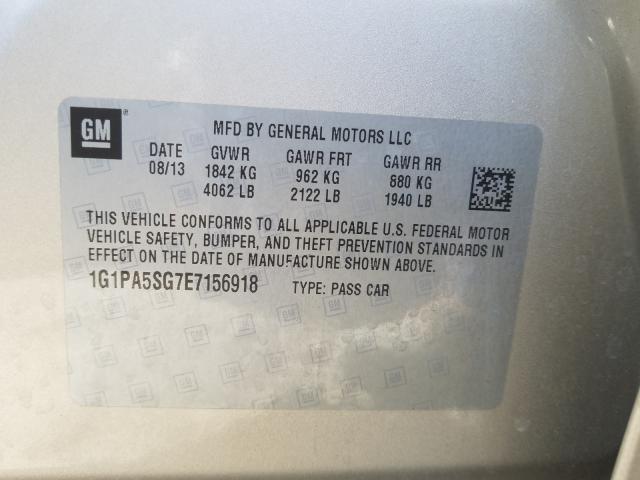 GM
MFD BY GENERAL MOTORS LLC
DATE GVWR GAWR FRT GAWR RR
08/13 1842 KG 962 KG 880 KG
4062 LB 2122 LB 1940 LB
THIS VEHICLE CONFORMS TO ALL APPLICABLE U.S. FEDERAL MOTOR
VEHICLE SAFETY, BUMPER, AND THEFT PREVENTION STANDARDS IN
EFFECT ON THE DATE OF MANUFACTURE SHOWN ABOVE.
1G1PA5SG7E7156918 TYPE: PASS CAR